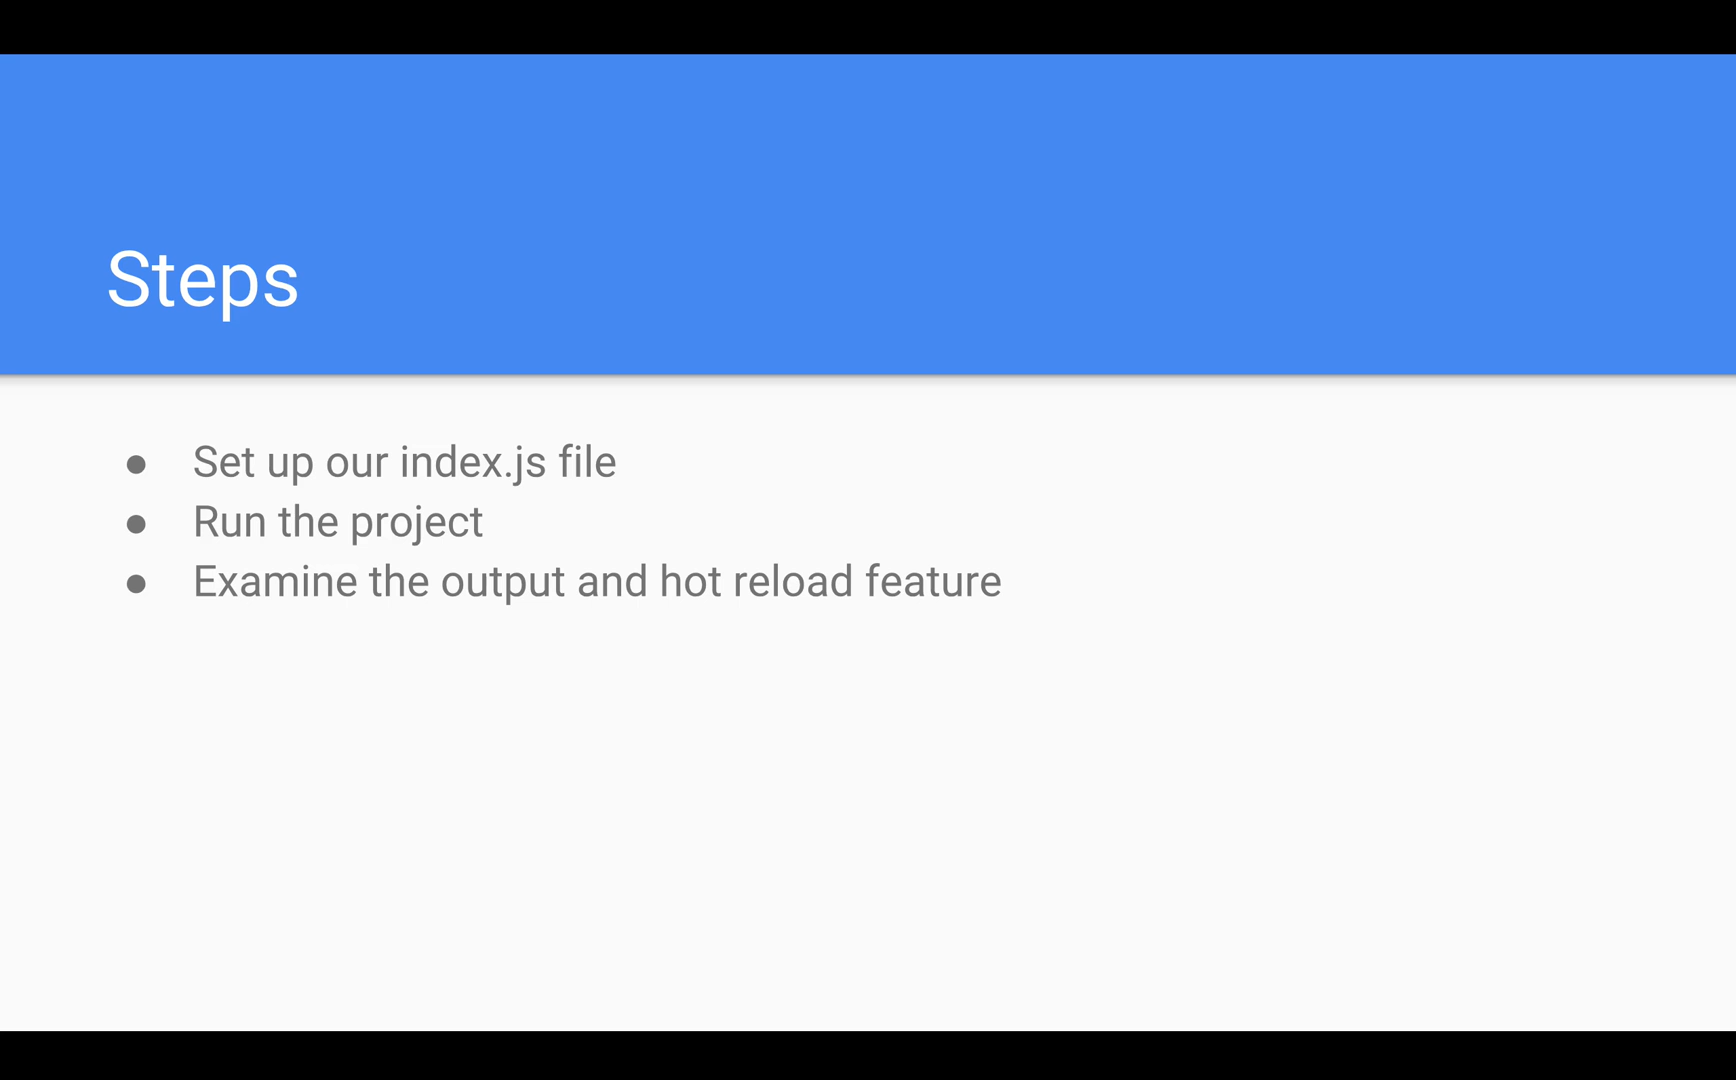 Steps
● Set up our index.js file
● Run the project
● Examine the output and hot reload feature